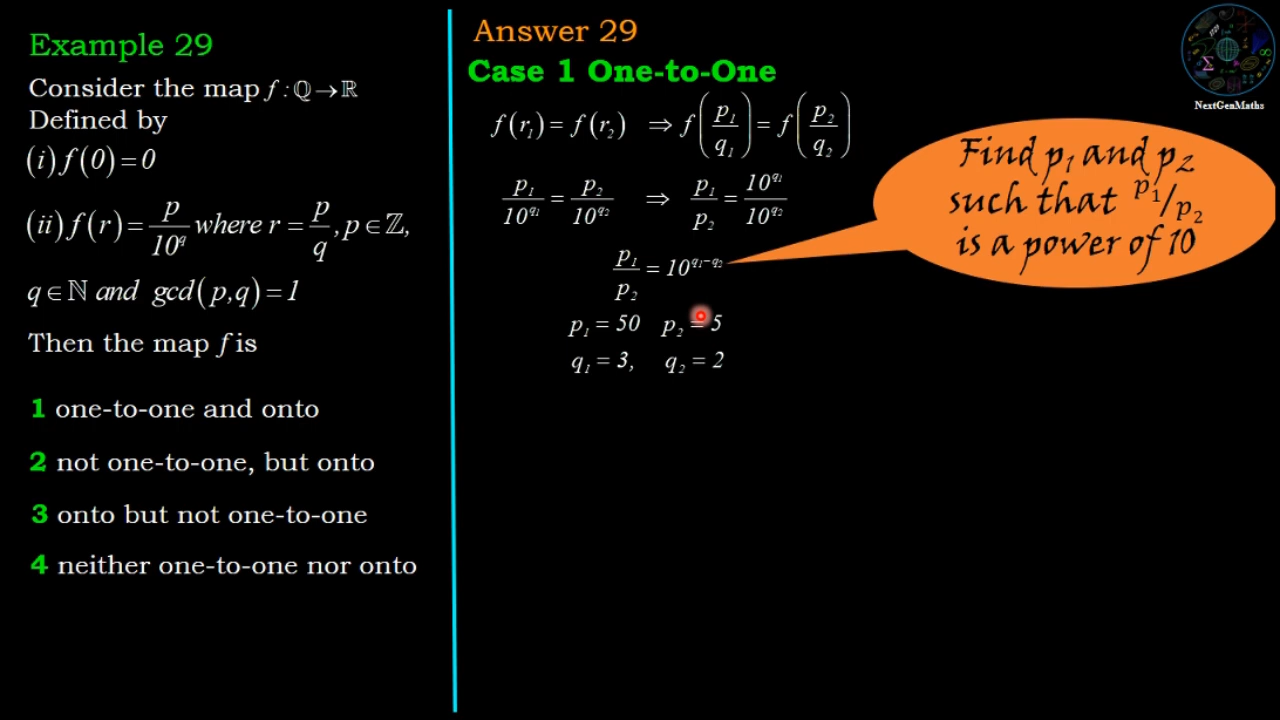 Example 29
Consider the map f : ℚ → ℝ
Defined by
(i) f(0) = 0
(ii) f(r) = p/10^q where r = p/q, p ∈ ℤ,
q ∈ ℕ and gcd(p,q) = 1
Then the map f is
1 one-to-one and onto
2 not one-to-one, but onto
3 onto but not one-to-one
4 neither one-to-one nor onto
Answer 29
Case 1 One-to-One
f(r₁) = f(r₂) ⇒ f(p₁/q₁) = f(p₂/q₂)
p₁/10^q₁ = p₂/10^q₂ ⇒ p₁/p₂ = 10^q₁/10^q₂
p₁/p₂ = 10^(q₁−q₂)
p₁ = 50 p₂ = 5
q₁ = 3, q₂ = 2
Find p₁ and p₂
such that p₁/p₂
is a power of 10
NextGenMaths